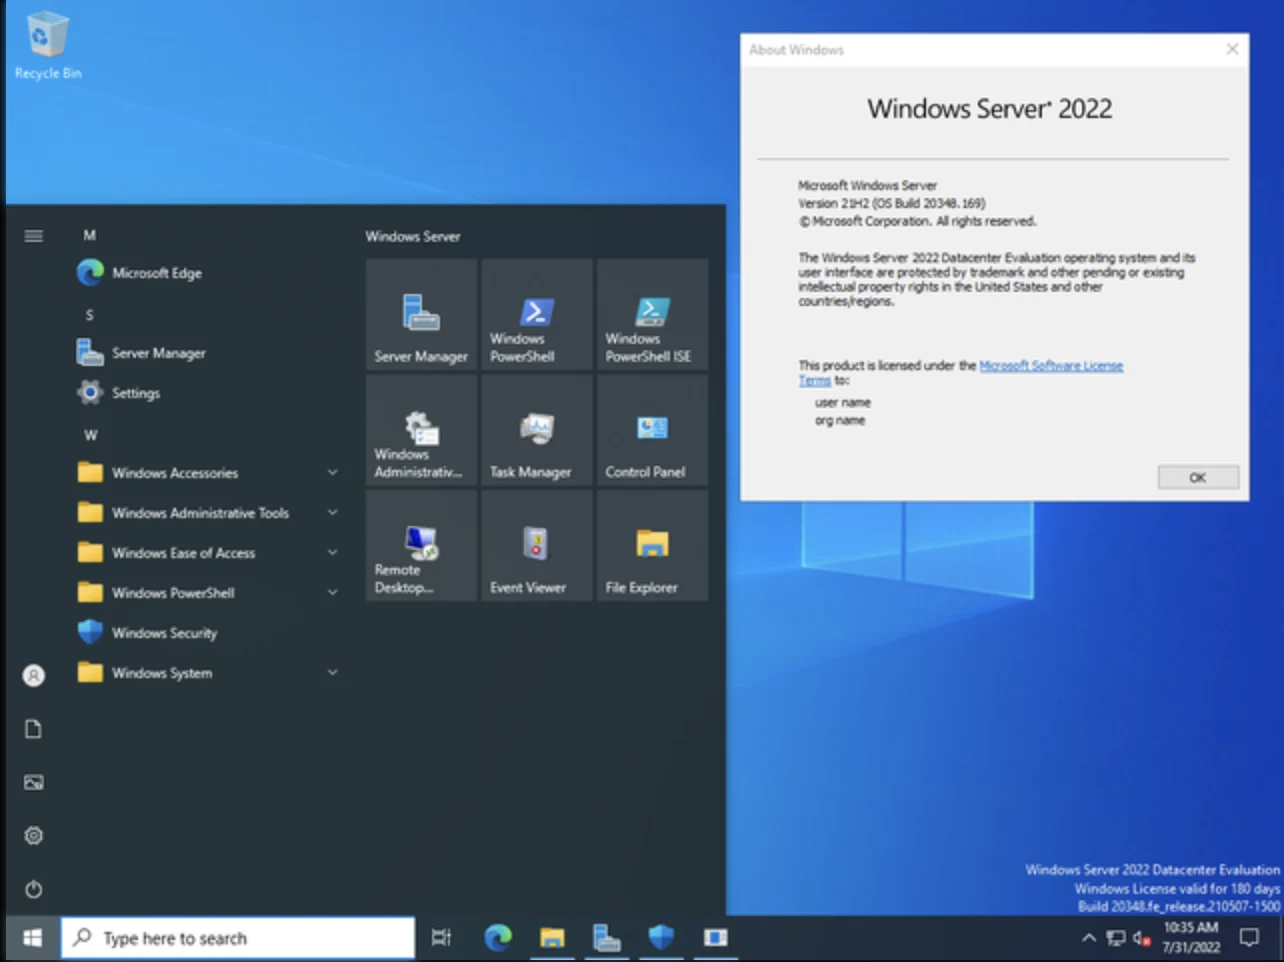 Recycle Bin
About Windows
Windows Server® 2022
Microsoft Windows Server
Version 21H2 (OS Build 20348.169)
© Microsoft Corporation. All rights reserved.
The Windows Server 2022 Datacenter Evaluation operating system and its
user interface are protected by trademark and other pending or existing
intellectual property rights in the United States and other
countries/regions.
This product is licensed under the Microsoft Software License
Terms to:
user name
org name
OK
M
Microsoft Edge
S
Server Manager
Settings
W
Windows Accessories
Windows Administrative Tools
Windows Ease of Access
Windows PowerShell
Windows Security
Windows System
Windows Server
Server Manager
Windows
PowerShell
Windows
PowerShell ISE
Windows
Administrativ...
Task Manager
Control Panel
Remote
Desktop...
Event Viewer
File Explorer
Windows Server 2022 Datacenter Evaluation
Windows License valid for 180 days
Build 20348.fe_release.210507-1500
Type here to search
10:35 AM
7/31/2022